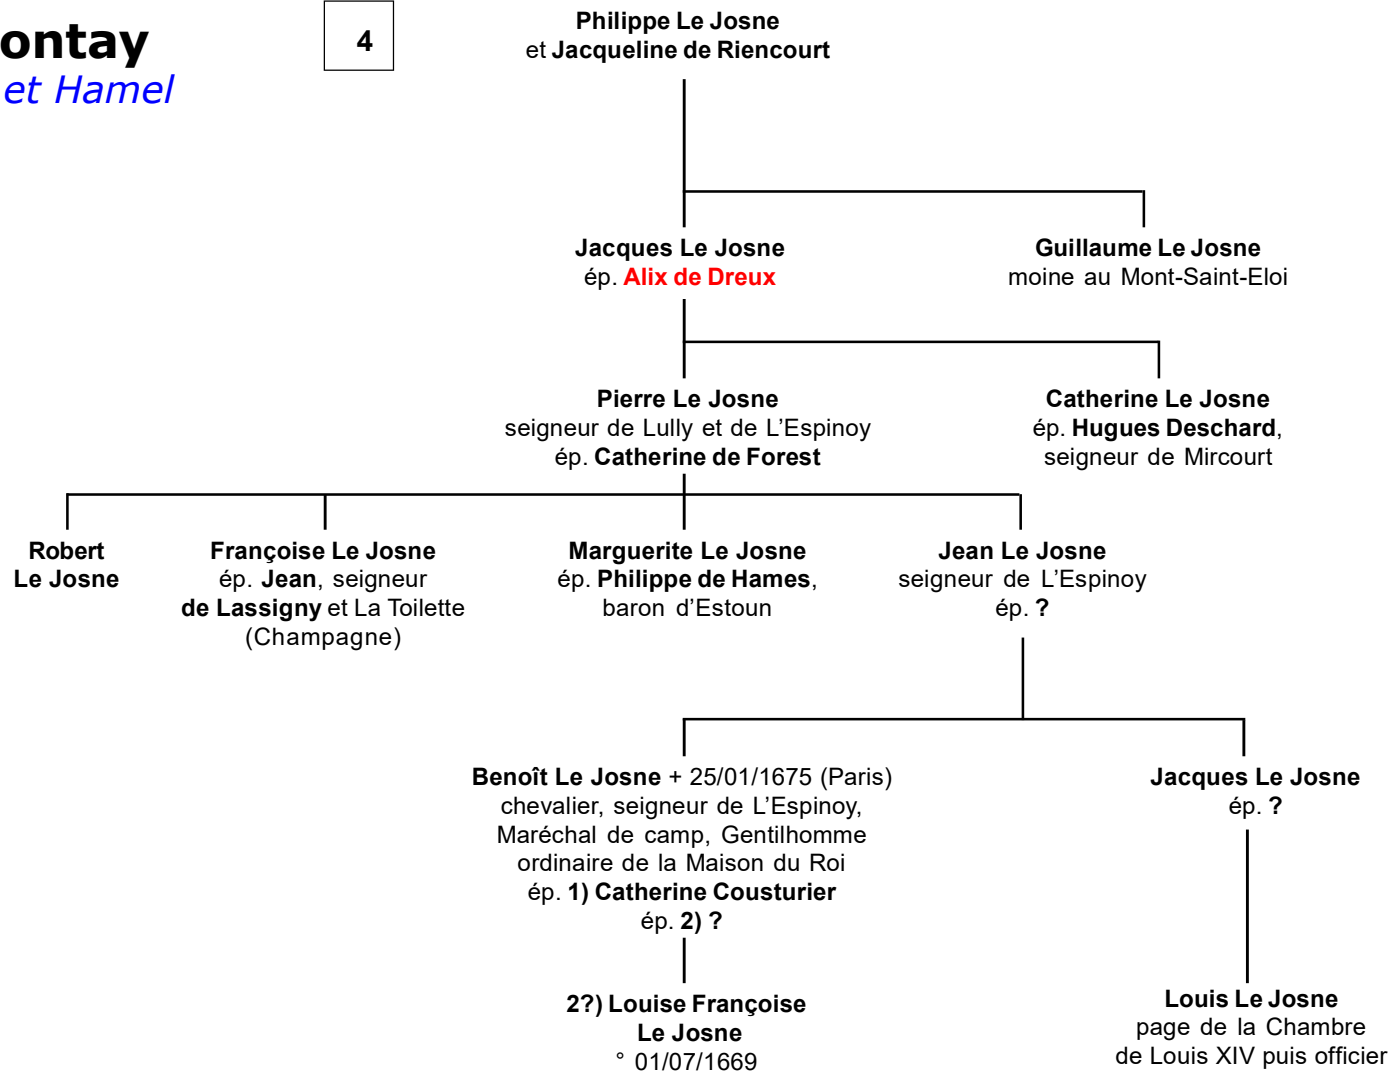 ontay
et Hamel
4
Philippe Le Josne
et Jacqueline de Riencourt
Jacques Le Josne
ép. Alix de Dreux
Guillaume Le Josne
moine au Mont-Saint-Eloi
Pierre Le Josne
seigneur de Lully et de L’Espinoy
ép. Catherine de Forest
Catherine Le Josne
ép. Hugues Deschard,
seigneur de Mircourt
Robert
Le Josne
Françoise Le Josne
ép. Jean, seigneur
de Lassigny et La Toilette
(Champagne)
Marguerite Le Josne
ép. Philippe de Hames,
baron d’Estoun
Jean Le Josne
seigneur de L’Espinoy
ép. ?
Benoît Le Josne + 25/01/1675 (Paris)
chevalier, seigneur de L’Espinoy,
Maréchal de camp, Gentilhomme
ordinaire de la Maison du Roi
ép. 1) Catherine Cousturier
ép. 2) ?
Jacques Le Josne
ép. ?
2?) Louise Françoise
Le Josne
° 01/07/1669
Louis Le Josne
page de la Chambre
de Louis XIV puis officier